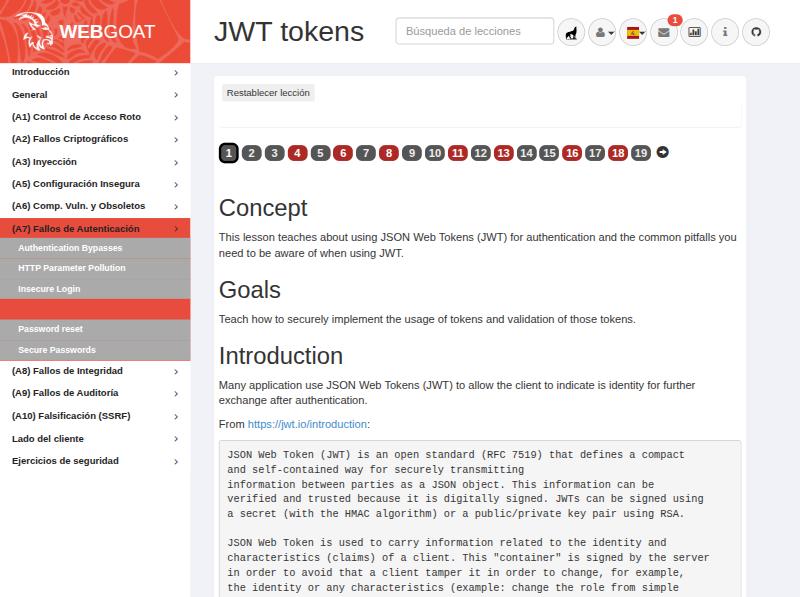 WEBGOAT
JWT tokens
Búsqueda de lecciones
1
Introducción
General
(A1) Control de Acceso Roto
(A2) Fallos Criptográficos
(A3) Inyección
(A5) Configuración Insegura
(A6) Comp. Vuln. y Obsoletos
(A7) Fallos de Autenticación
Authentication Bypasses
HTTP Parameter Pollution
Insecure Login
Password reset
Secure Passwords
(A8) Fallos de Integridad
(A9) Fallos de Auditoría
(A10) Falsificación (SSRF)
Lado del cliente
Ejercicios de seguridad
Restablecer lección
1 2 3 4 5 6 7 8 9 10 11 12 13 14 15 16 17 18 19
Concept
This lesson teaches about using JSON Web Tokens (JWT) for authentication and the common pitfalls you
need to be aware of when using JWT.
Goals
Teach how to securely implement the usage of tokens and validation of those tokens.
Introduction
Many application use JSON Web Tokens (JWT) to allow the client to indicate is identity for further
exchange after authentication.
From https://jwt.io/introduction:
JSON Web Token (JWT) is an open standard (RFC 7519) that defines a compact
and self-contained way for securely transmitting
information between parties as a JSON object. This information can be
verified and trusted because it is digitally signed. JWTs can be signed using
a secret (with the HMAC algorithm) or a public/private key pair using RSA.
JSON Web Token is used to carry information related to the identity and
characteristics (claims) of a client. This "container" is signed by the server
in order to avoid that a client tamper it in order to change, for example,
the identity or any characteristics (example: change the role from simple